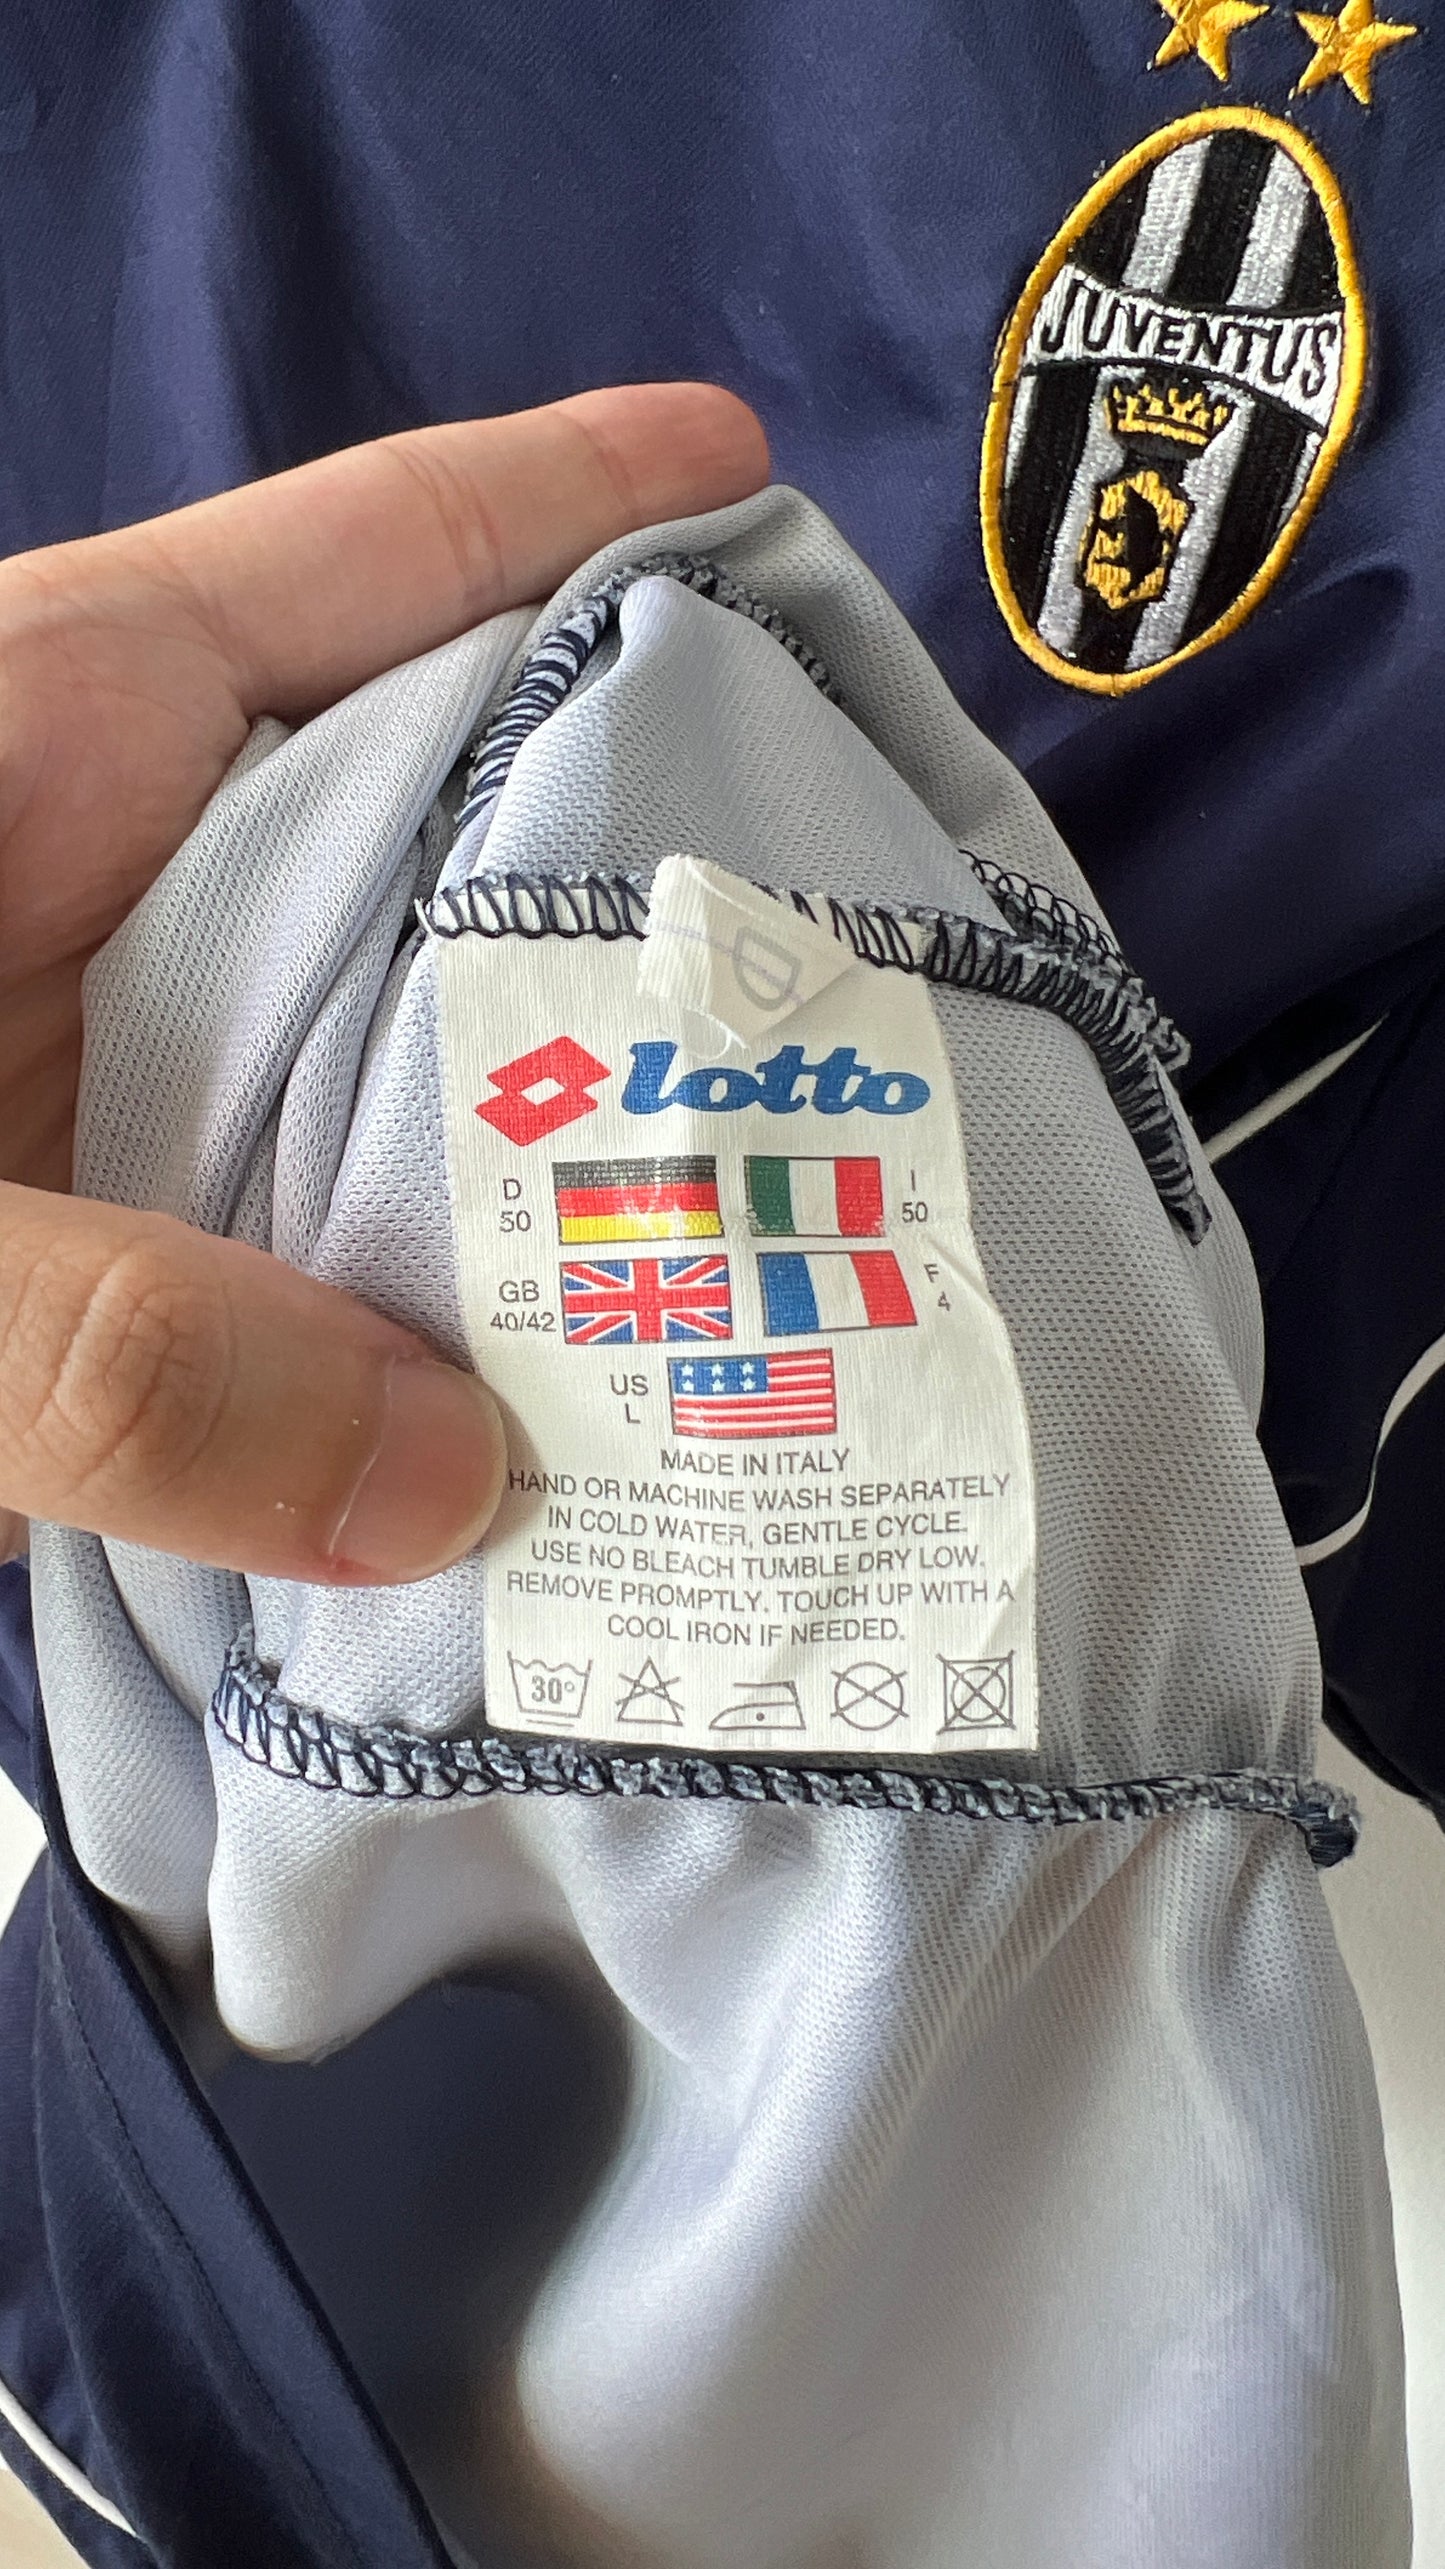 JUVENTUS
lotto
D
50
I
50
GB
40/42
F
4
US
L
MADE IN ITALY
HAND OR MACHINE WASH SEPARATELY
IN COLD WATER, GENTLE CYCLE.
USE NO BLEACH TUMBLE DRY LOW.
REMOVE PROMPTLY. TOUCH UP WITH A
COOL IRON IF NEEDED.
30°